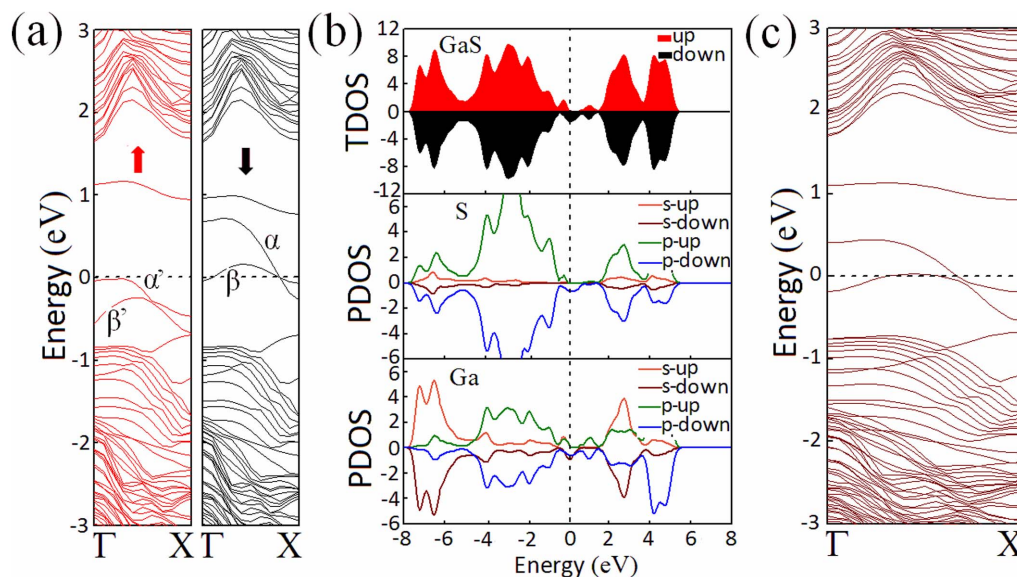 (a)
Energy (eV)
3
2
1
0
-1
-2
-3
α
β
α'
β'
Γ X Γ X
(b)
TDOS
12
8
4
0
-4
-8
-12
GaS
up
down
PDOS
6
4
2
0
-2
-4
-6
S
s-up
s-down
p-up
p-down
PDOS
6
4
2
0
-2
-4
-6
Ga
s-up
s-down
p-up
p-down
-8 -6 -4 -2 0 2 4 6 8
Energy (eV)
(c)
3
2
1
0
-1
-2
-3
Γ X